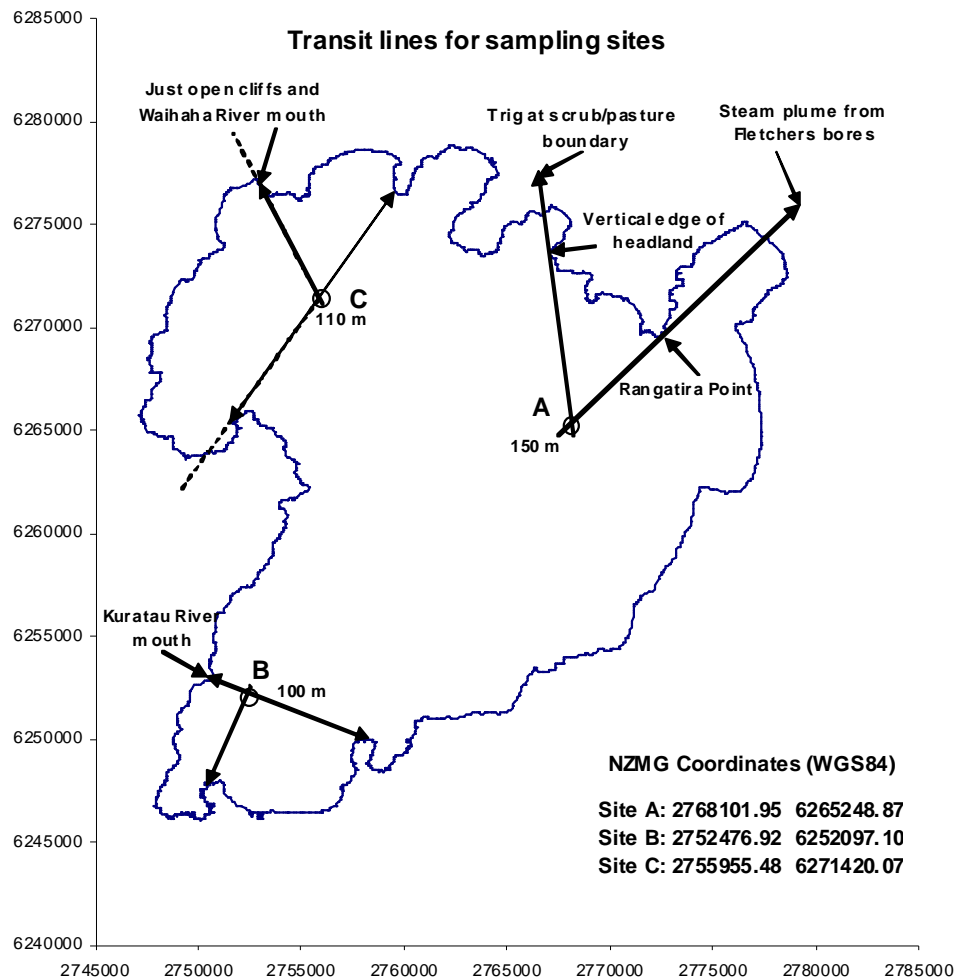 Transit lines for sampling sites
6285000
6280000
6275000
6270000
6265000
6260000
6255000
6250000
6245000
6240000
2745000 2750000 2755000 2760000 2765000 2770000 2775000 2780000 2785000
Just open cliffs and
Waihaha River mouth
Trig at scrub/pasture
boundary
Steam plume from
Fletchers bores
Vertical edge of
headland
C
110 m
Rangatira Point
A
150 m
Kuratau River
mouth
B
100 m
NZMG Coordinates (WGS84)
Site A: 2768101.95 6265248.87
Site B: 2752476.92 6252097.10
Site C: 2755955.48 6271420.07